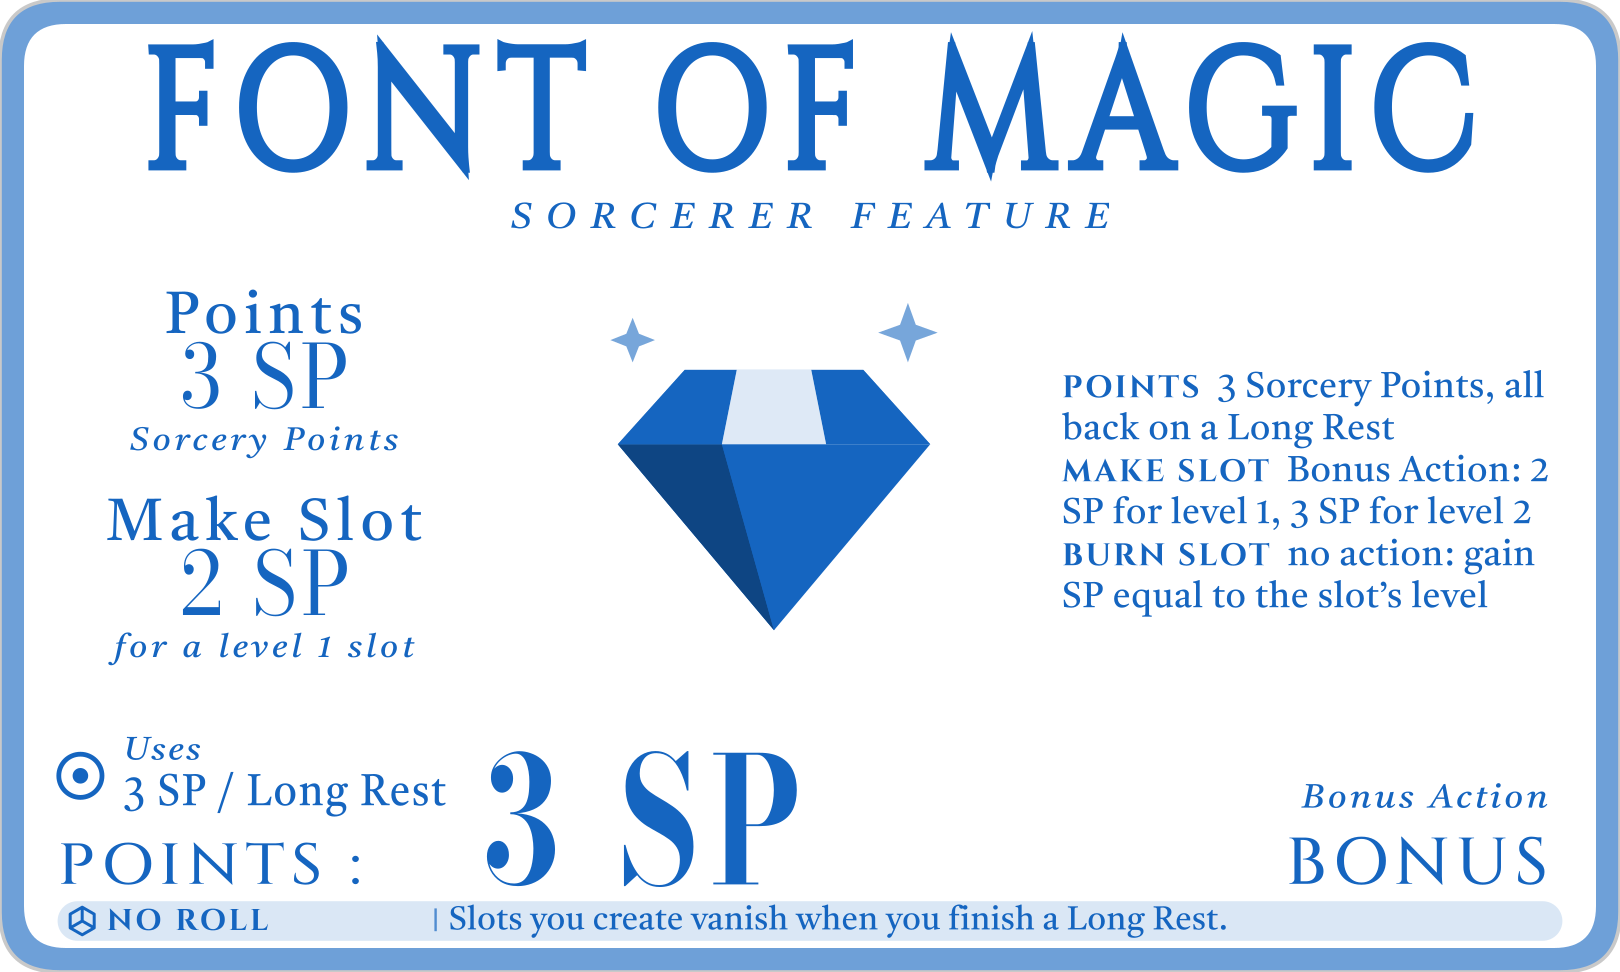 FONT OF MAGIC
SORCERER FEATURE
Points
3 SP
Sorcery Points
Make Slot
2 SP
for a level 1 slot
POINTS 3 Sorcery Points, all
back on a Long Rest
MAKE SLOT Bonus Action: 2
SP for level 1, 3 SP for level 2
BURN SLOT no action: gain
SP equal to the slot’s level
Uses
3 SP / Long Rest
POINTS : 3 SP
Bonus Action
BONUS
NO ROLL | Slots you create vanish when you finish a Long Rest.